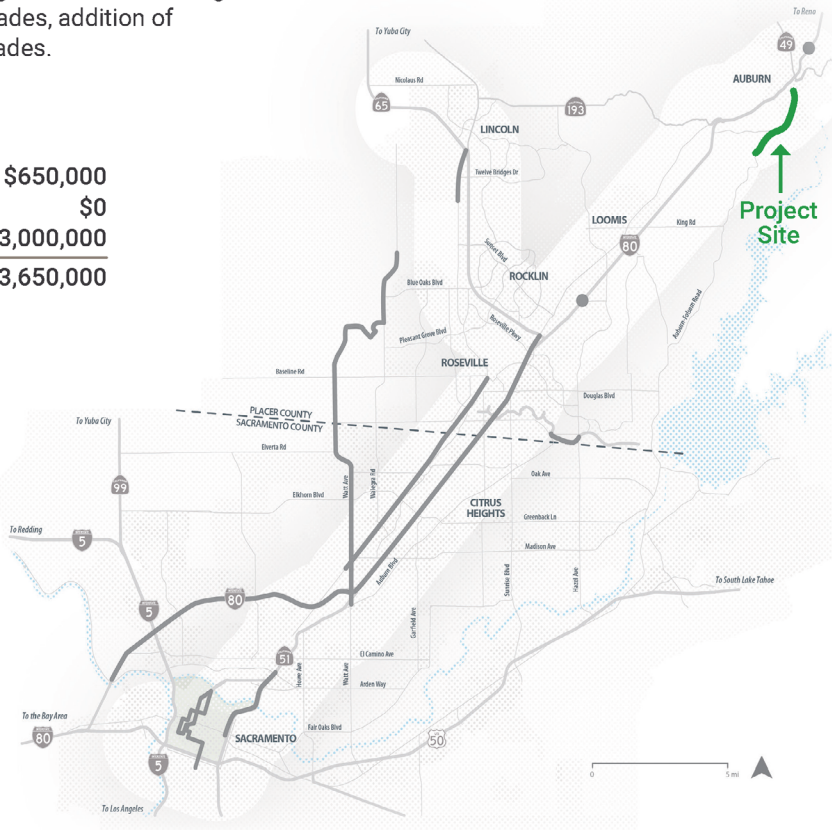 ades, addition of
ades.
$650,000
$0
3,000,000
3,650,000
To Reno
49
AUBURN
To Yuba City
Nicolaus Rd
65
193
LINCOLN
Twelve Bridges Dr
Project
Site
LOOMIS
King Rd
80
Sunset Blvd
ROCKLIN
Blue Oaks Blvd
Auburn-Folsom Road
Roseville Pkwy
Pleasant Grove Blvd
ROSEVILLE
Baseline Rd
Douglas Blvd
PLACER COUNTY
SACRAMENTO COUNTY
To Yuba City
Elverta Rd
Watt Ave
Walerga Rd
Oak Ave
99
Elkhorn Blvd
CITRUS
HEIGHTS
Greenback Ln
To Redding
5
Madison Ave
Auburn Blvd
Sunrise Blvd
Hazel Ave
To South Lake Tahoe
80
5
Garfield Ave
51
El Camino Ave
Howe Ave
Watt Ave
Arden Way
To the Bay Area
80
Fair Oaks Blvd
SACRAMENTO
50
5
0
5 mi
To Los Angeles